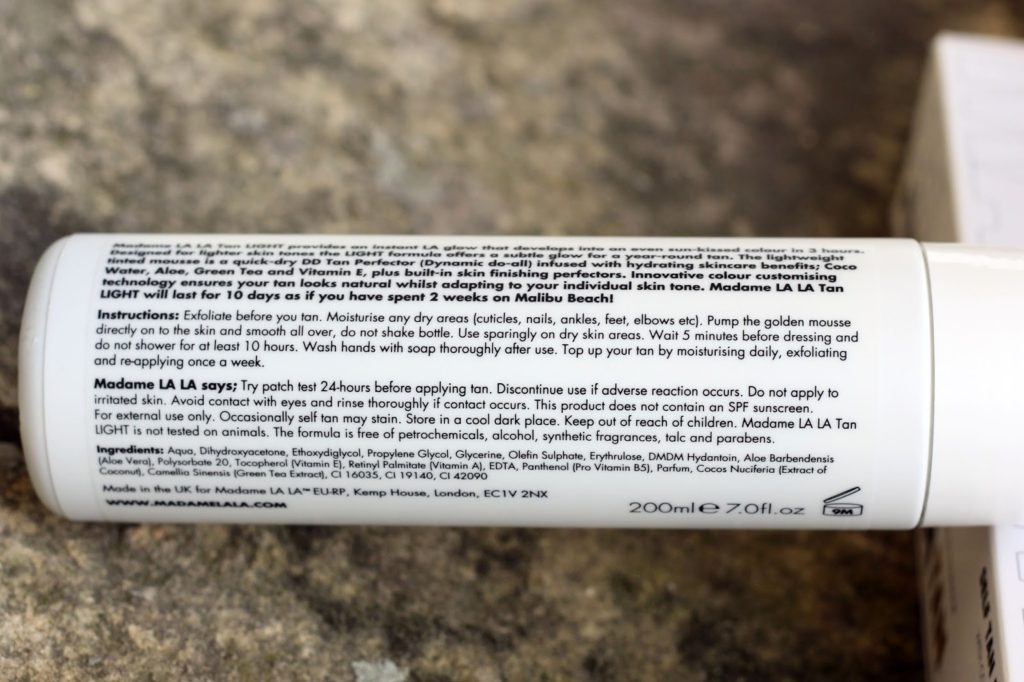 Madame LA LA Tan LIGHT provides an instant LA glow that develops into an even sun-kissed colour in 3 hours.
Designed for lighter skin tones the LIGHT formula offers a subtle glow for a year-round tan. The lightweight
tinted mousse is a quick-dry DD Tan Perfector (Dynamic do-all) infused with hydrating skincare benefits; Coco
Water, Aloe, Green Tea and Vitamin E, plus built-in skin finishing perfectors. Innovative colour customising
technology ensures your tan looks natural whilst adapting to your individual skin tone. Madame LA LA Tan
LIGHT will last for 10 days as if you have spent 2 weeks on Malibu Beach!
Instructions: Exfoliate before you tan. Moisturise any dry areas (cuticles, nails, ankles, feet, elbows etc). Pump the golden mousse
directly on to the skin and smooth all over, do not shake bottle. Use sparingly on dry skin areas. Wait 5 minutes before dressing and
do not shower for at least 10 hours. Wash hands with soap thoroughly after use. Top up your tan by moisturising daily, exfoliating
and re-applying once a week.
Madame LA LA says; Try patch test 24-hours before applying tan. Discontinue use if adverse reaction occurs. Do not apply to
irritated skin. Avoid contact with eyes and rinse thoroughly if contact occurs. This product does not contain an SPF sunscreen.
For external use only. Occasionally self tan may stain. Store in a cool dark place. Keep out of reach of children. Madame LA LA Tan
LIGHT is not tested on animals. The formula is free of petrochemicals, alcohol, synthetic fragrances, talc and parabens.
Ingredients: Aqua, Dihydroxyacetone, Ethoxydiglycol, Propylene Glycol, Glycerine, Olefin Sulphate, Erythrulose, DMDM Hydantoin, Aloe Barbendensis
(Aloe Vera), Polysorbate 20, Tocopherol (Vitamin E), Retinyl Palmitate (Vitamin A), EDTA, Panthenol (Pro Vitamin B5), Parfum, Cocos Nuciferia (Extract of
Coconut), Camellia Sinensis (Green Tea Extract), CI 16035, CI 19140, CI 42090
Made in the UK for Madame LA LA™ EU-RP, Kemp House, London, EC1V 2NX
WWW.MADAMELALA.COM
200ml e 7.0fl.oz
9M
SELF TAN